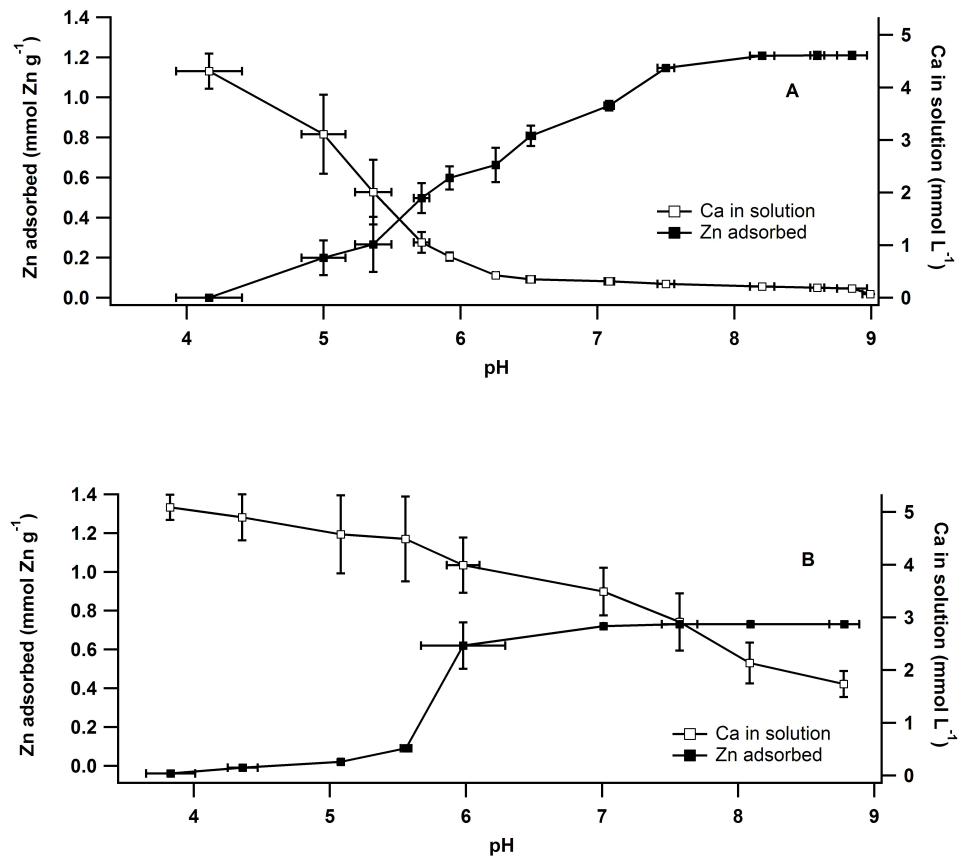 1.4
1.2
1.0
0.8
0.6
0.4
0.2
0.0
Zn adsorbed (mmol Zn g⁻¹)
5
4
3
2
1
0
Ca in solution (mmol L⁻¹)
A
Ca in solution
Zn adsorbed
4 5 6 7 8 9
pH
1.4
1.2
1.0
0.8
0.6
0.4
0.2
0.0
Zn adsorbed (mmol Zn g⁻¹)
5
4
3
2
1
0
Ca in solution (mmol L⁻¹)
B
Ca in solution
Zn adsorbed
4 5 6 7 8 9
pH